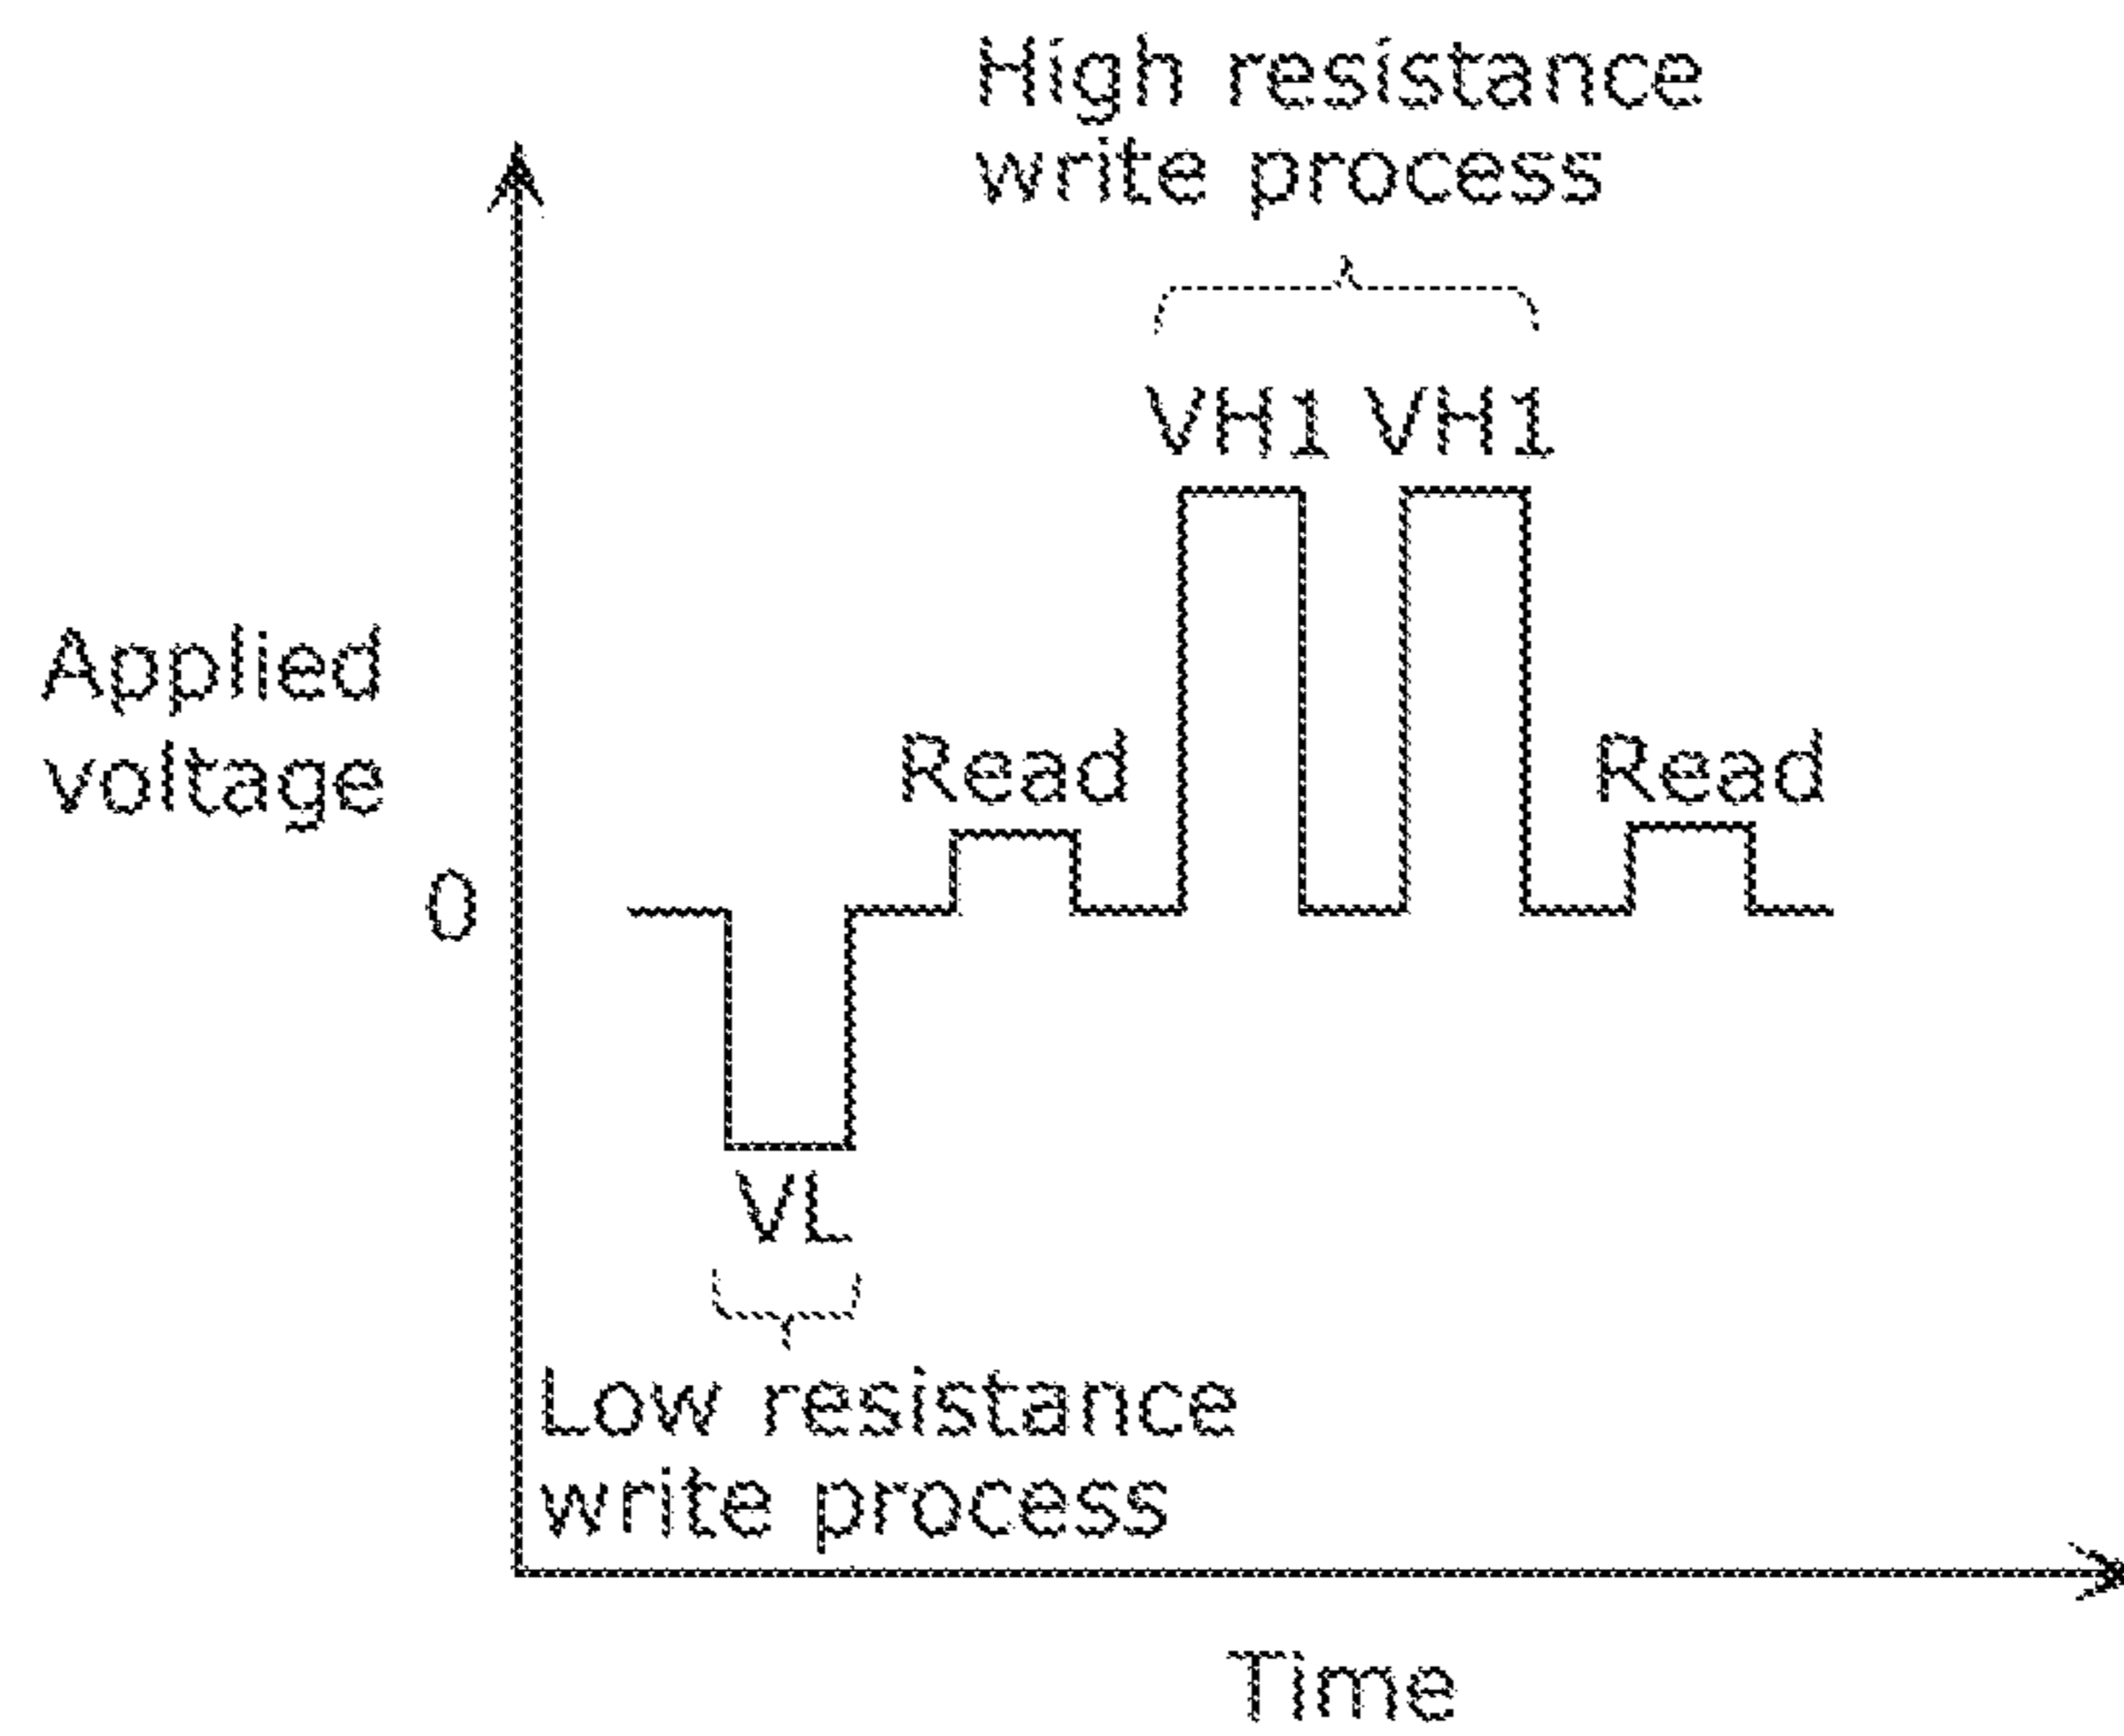 High resistance
write process
VH1 VH1
Applied
voltage
Read
Read
0
VL
Low resistance
write process
Time